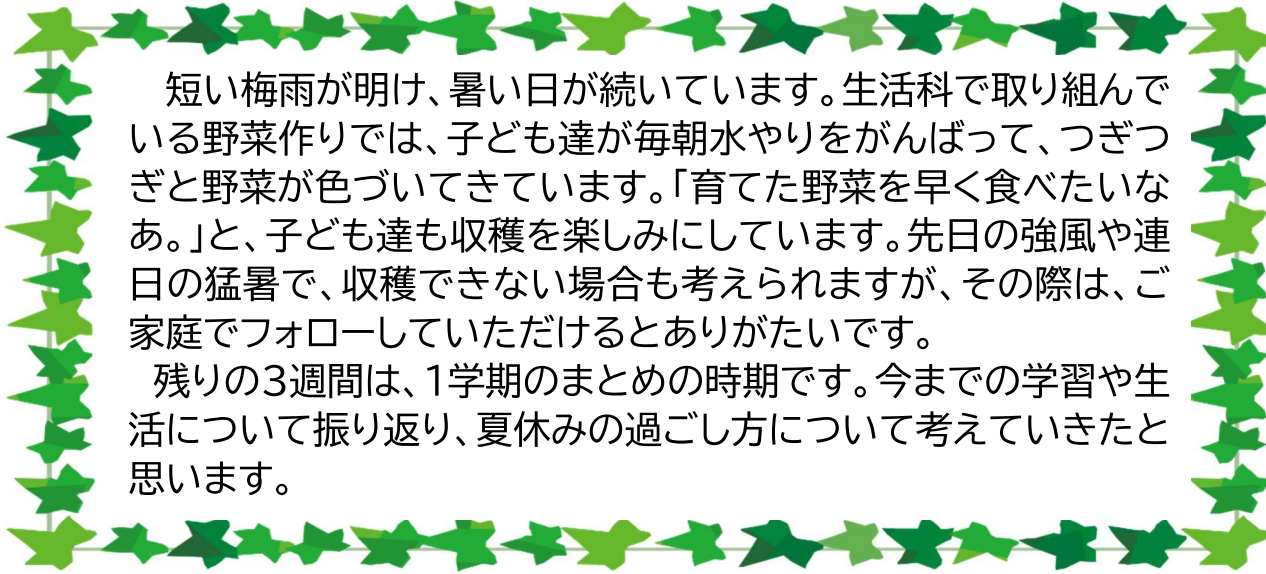 短い梅雨が明け、暑い日が続いています。生活科で取り組んで
いる野菜作りでは、子ども達が毎朝水やりをがんばって、つぎつ
ぎと野菜が色づいてきています。「育てた野菜を早く食べたいな
あ。」と、子ども達も収穫を楽しみにしています。先日の強風や連
日の猛暑で、収穫できない場合も考えられますが、その際は、ご
家庭でフォローしていただけるとありがたいです。
　残りの3週間は、1学期のまとめの時期です。今までの学習や生
活について振り返り、夏休みの過ごし方について考えていきたと
思います。